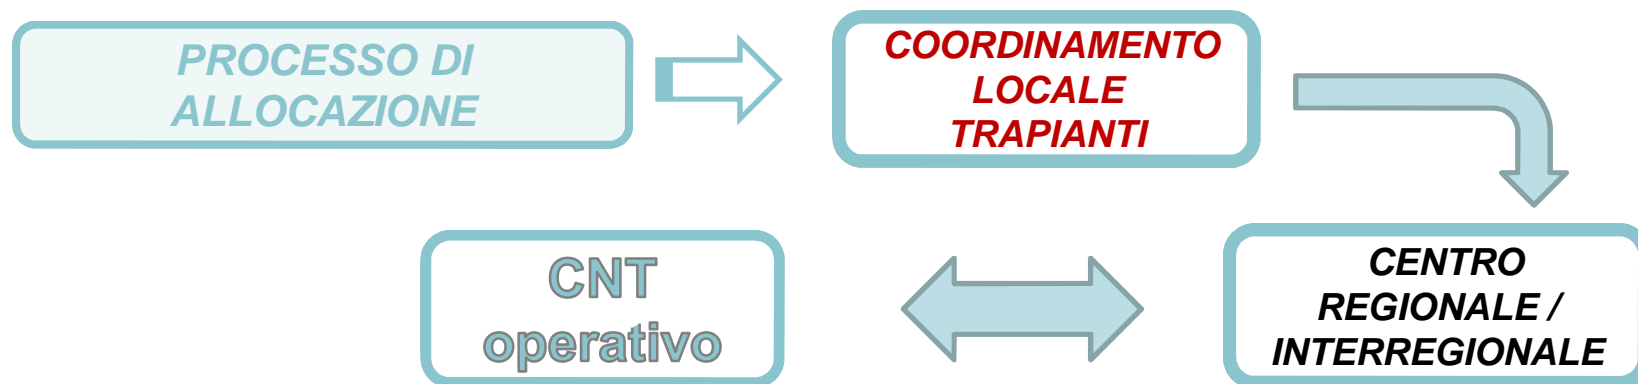 PROCESSO DI
ALLOCAZIONE
COORDINAMENTO
LOCALE
TRAPIANTI
CENTRO
REGIONALE /
INTERREGIONALE
CNT
operativo